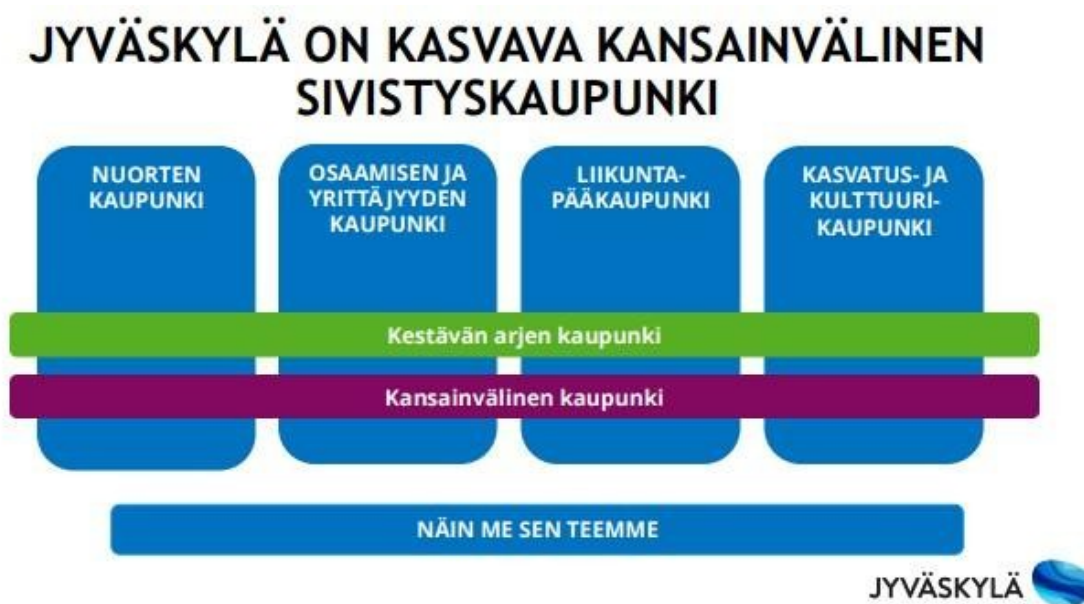 JYVÄSKYLÄ ON KASVAVA KANSAINVÄLINEN
SIVISTYSKAUPUNKI
NUORTEN
KAUPUNKI
OSAAMISEN JA
YRITTÄJYYDEN
KAUPUNKI
LIIKUNTA-
PÄÄKAUPUNKI
KASVATUS- JA
KULTTUURI-
KAUPUNKI
Kestävän arjen kaupunki
Kansainvälinen kaupunki
NÄIN ME SEN TEEMME
JYVÄSKYLÄ